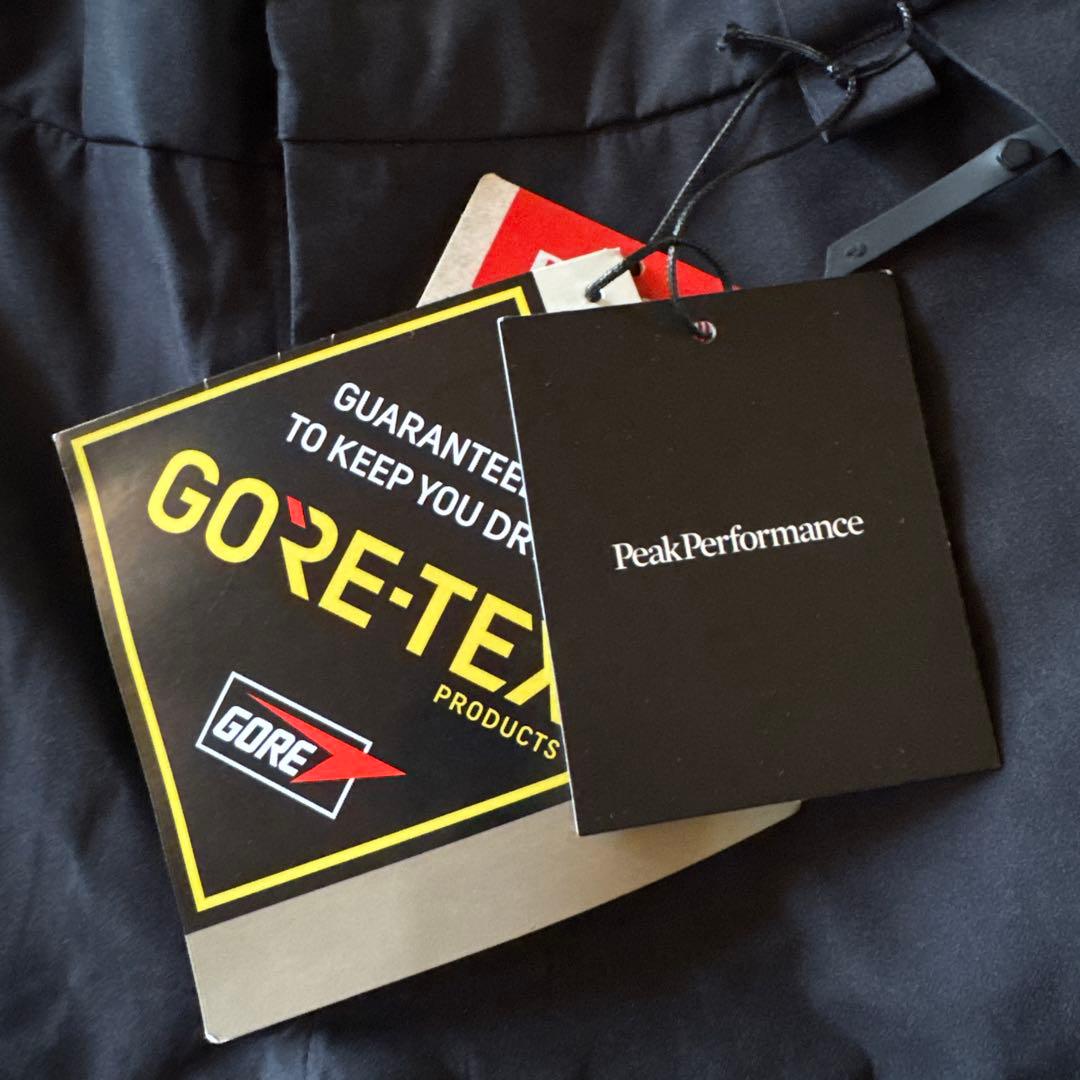 GUARANTEE
TO KEEP YOU DR
GORE-TEX
PRODUCTS
GORE
PeakPerformance